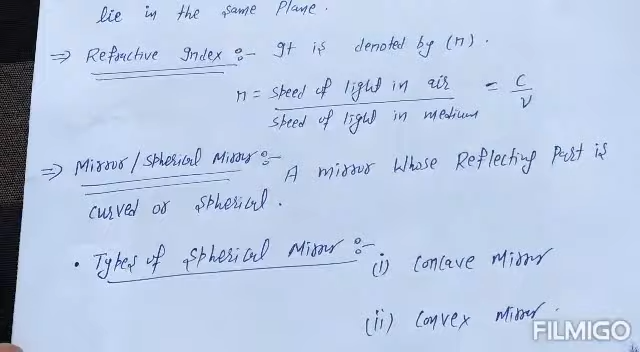 lie in the same plane.
⇒ Refractive Index :- It is denoted by (n).
n = speed of light in air / speed of light in medium = c/v
⇒ Mirror/Spherical Mirror :- A mirror whose Reflecting Part is
curved or spherical.
• Types of Spherical Mirror :- (i) Concave Mirror
(ii) Convex Mirror.
FILMIGO